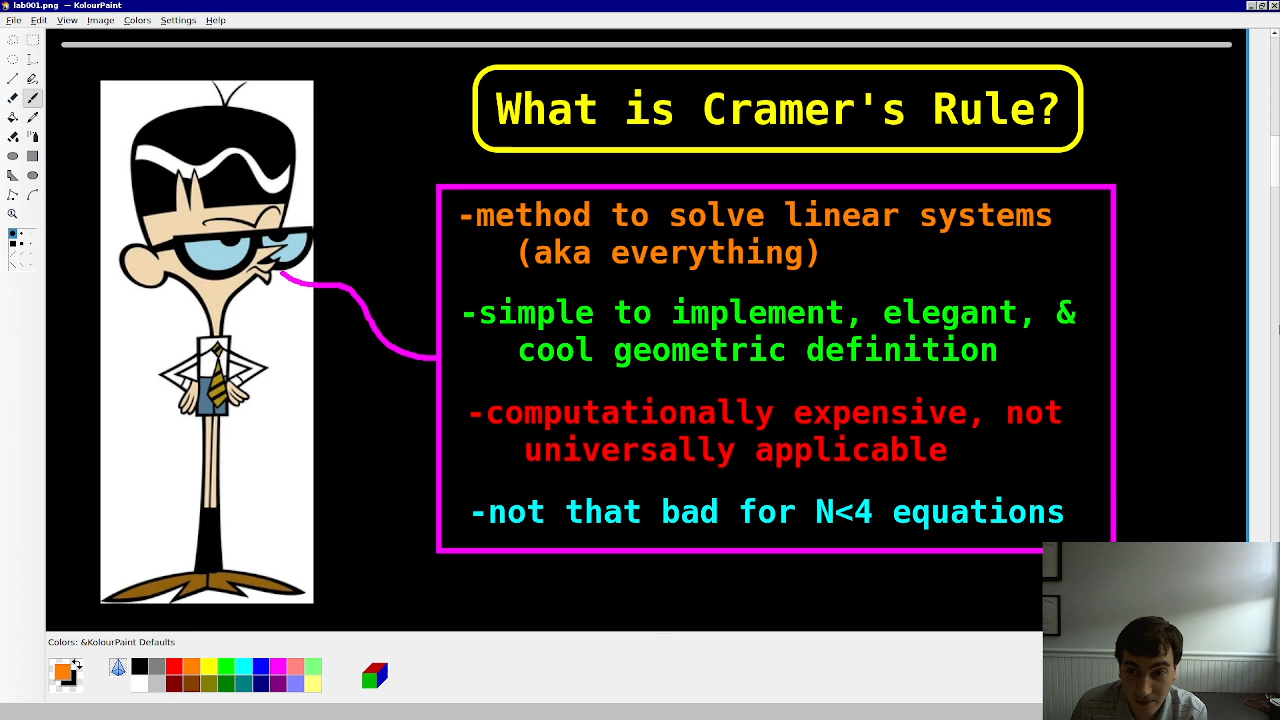 lab001.png — KolourPaint
File Edit View Image Colors Settings Help
What is Cramer's Rule?
-method to solve linear systems
(aka everything)
-simple to implement, elegant, &
cool geometric definition
-computationally expensive, not
universally applicable
-not that bad for N<4 equations
Colors: &KolourPaint Defaults